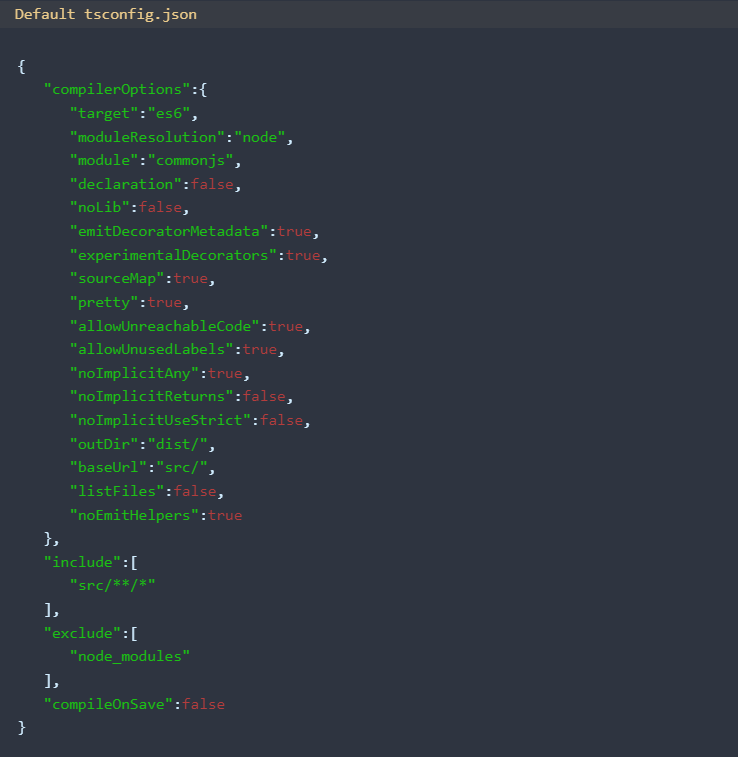 Default tsconfig.json
{
   "compilerOptions":{
      "target":"es6",
      "moduleResolution":"node",
      "module":"commonjs",
      "declaration":false,
      "noLib":false,
      "emitDecoratorMetadata":true,
      "experimentalDecorators":true,
      "sourceMap":true,
      "pretty":true,
      "allowUnreachableCode":true,
      "allowUnusedLabels":true,
      "noImplicitAny":true,
      "noImplicitReturns":false,
      "noImplicitUseStrict":false,
      "outDir":"dist/",
      "baseUrl":"src/",
      "listFiles":false,
      "noEmitHelpers":true
   },
   "include":[
      "src/**/*"
   ],
   "exclude":[
      "node_modules"
   ],
   "compileOnSave":false
}